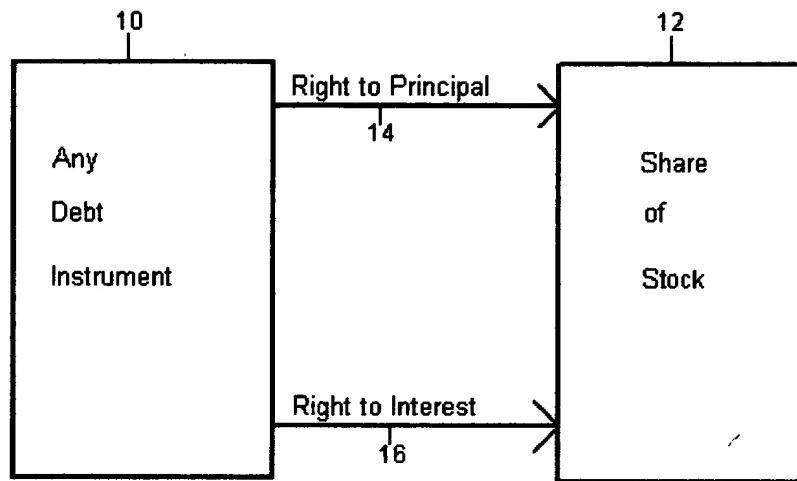 10
12
Right to Principal
14
Any
Debt
Instrument
Share
of
Stock
Right to Interest
16